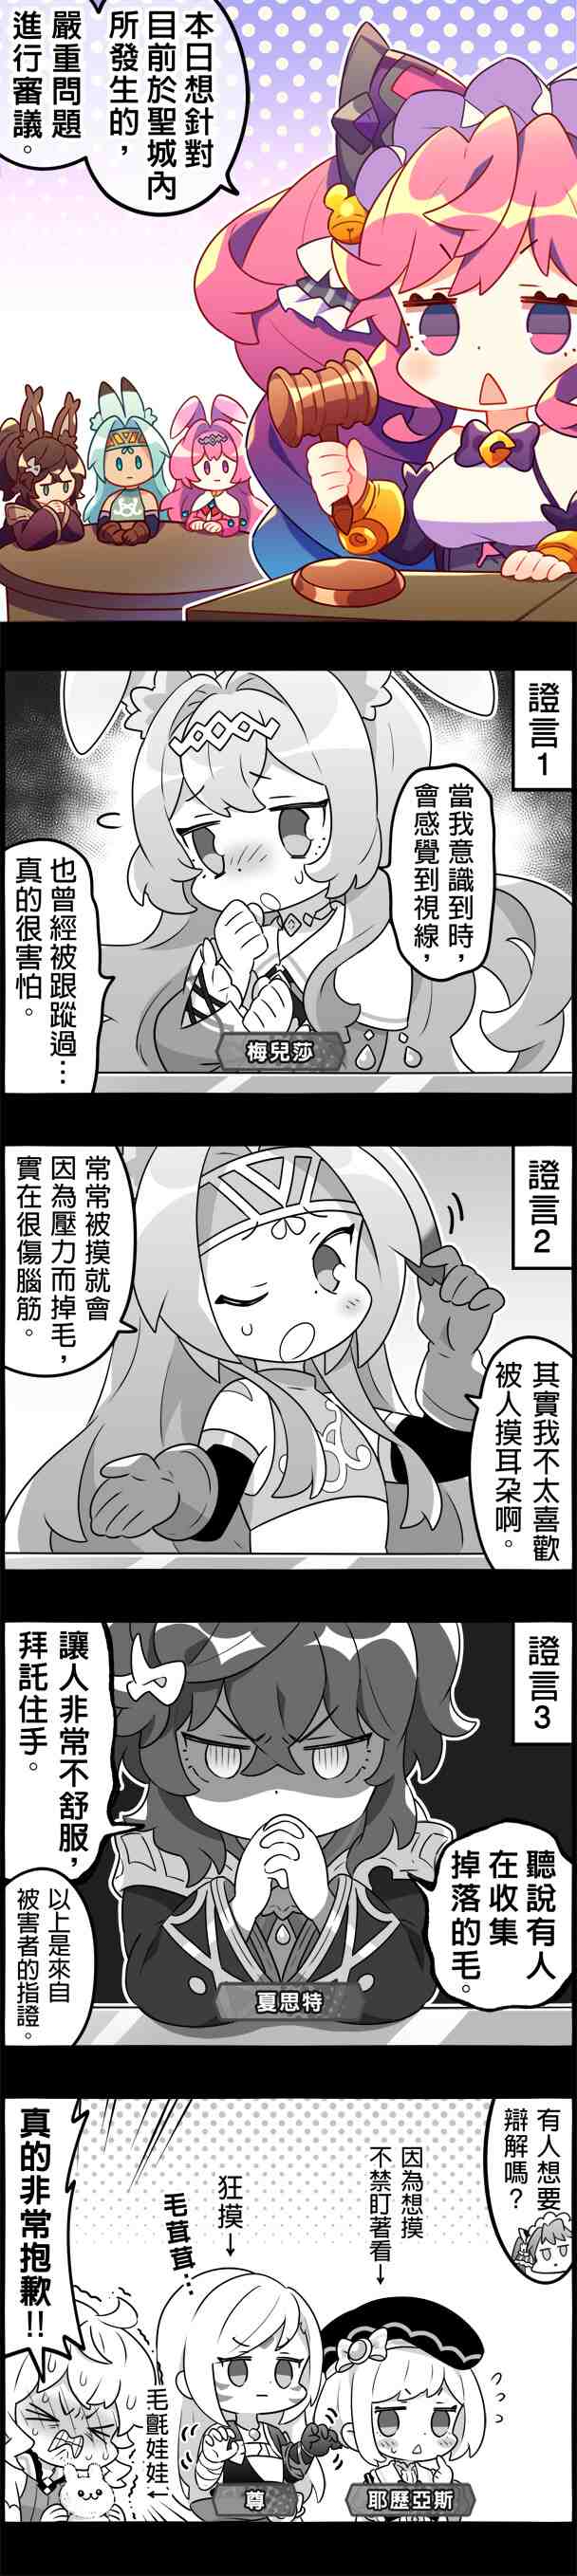 本日想針對
目前於聖城內
所發生的，
嚴重問題
進行審議。
證言1
當我意識到時，
會感覺到視線，
也曾經被跟蹤過…
真的很害怕。
梅兒莎
證言2
其實我不太喜歡
被人摸耳朵啊。
常常被摸就會
因為壓力而掉毛，
實在很傷腦筋。
證言3
聽說有人
在收集
掉落的毛。
讓人非常不舒服，
拜託住手。
以上是來自
被害者的指證。
夏思特
有人想要
辯解嗎？
因為想摸
不禁盯著看→
狂摸→
毛茸茸…
毛氈娃娃→
真的非常抱歉!!
尊
耶歷亞斯